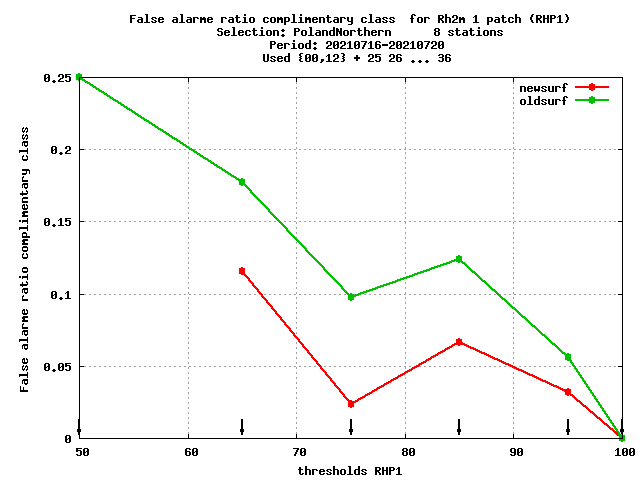 False alarme ratio complimentary class  for Rh2m 1 patch (RHP1)
Selection: PolandNorthern      8 stations
Period: 20210716-20210720
Used {00,12} + 25 26 ... 36
newsurf
oldsurf
False alarme ratio complimentary class
0.25
0.2
0.15
0.1
0.05
0
50 60 70 80 90 100
thresholds RHP1